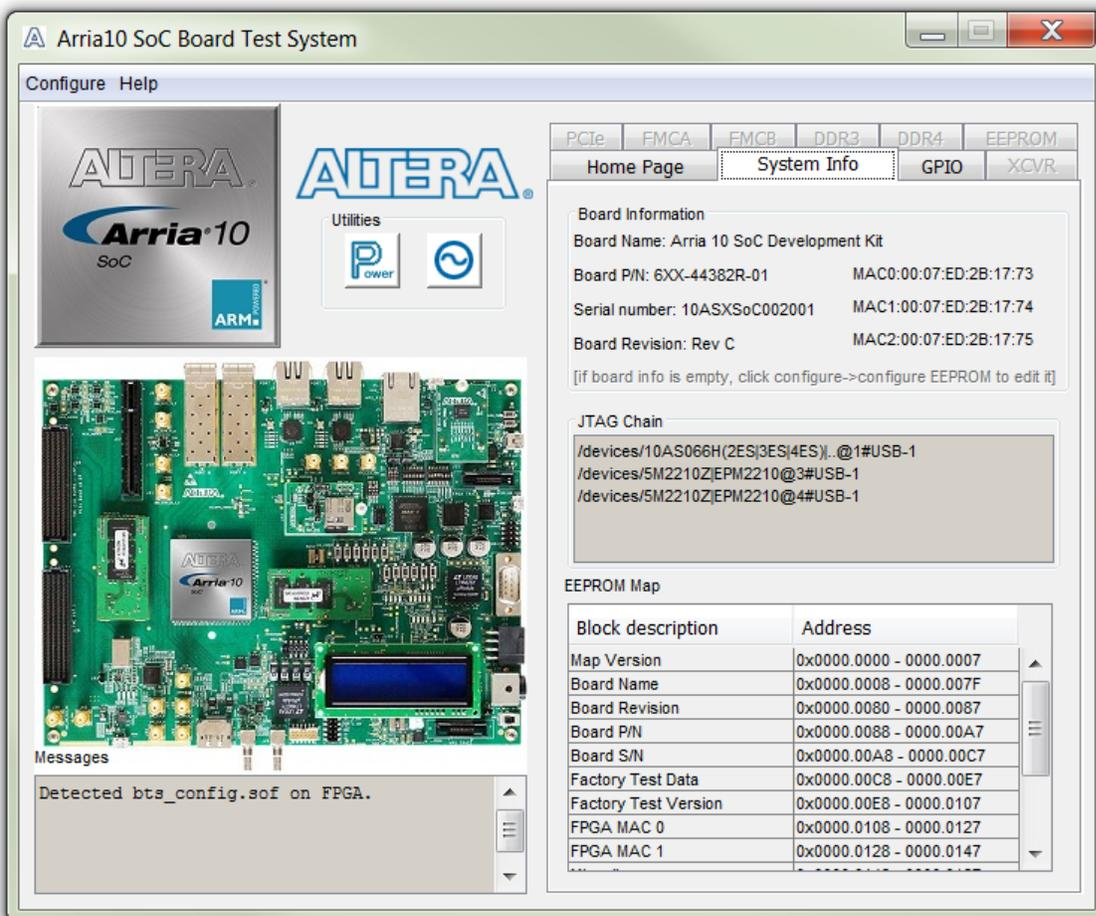 Arria10 SoC Board Test System
Configure Help
ALTERA
Arria 10
SoC
ARM
POWERED
ALTERA®
Utilities
Power
PCIe FMCA FMCB DDR3 DDR4 EEPROM
Home Page System Info GPIO XCVR
Board Information
Board Name: Arria 10 SoC Development Kit
Board P/N: 6XX-44382R-01 MAC0:00:07:ED:2B:17:73
Serial number: 10ASXSoC002001 MAC1:00:07:ED:2B:17:74
Board Revision: Rev C MAC2:00:07:ED:2B:17:75
[if board info is empty, click configure->configure EEPROM to edit it]
JTAG Chain
/devices/10AS066H(2ES|3ES|4ES)|..@1#USB-1
/devices/5M2210Z|EPM2210@3#USB-1
/devices/5M2210Z|EPM2210@4#USB-1
ALTERA
ALTERA
Arria 10
SoC
EEPROM Map
Block description Address
Map Version 0x0000.0000 - 0000.0007
Board Name 0x0000.0008 - 0000.007F
Board Revision 0x0000.0080 - 0000.0087
Board P/N 0x0000.0088 - 0000.00A7
Board S/N 0x0000.00A8 - 0000.00C7
Factory Test Data 0x0000.00C8 - 0000.00E7
Factory Test Version 0x0000.00E8 - 0000.0107
FPGA MAC 0 0x0000.0108 - 0000.0127
FPGA MAC 1 0x0000.0128 - 0000.0147
Messages
Detected bts_config.sof on FPGA.